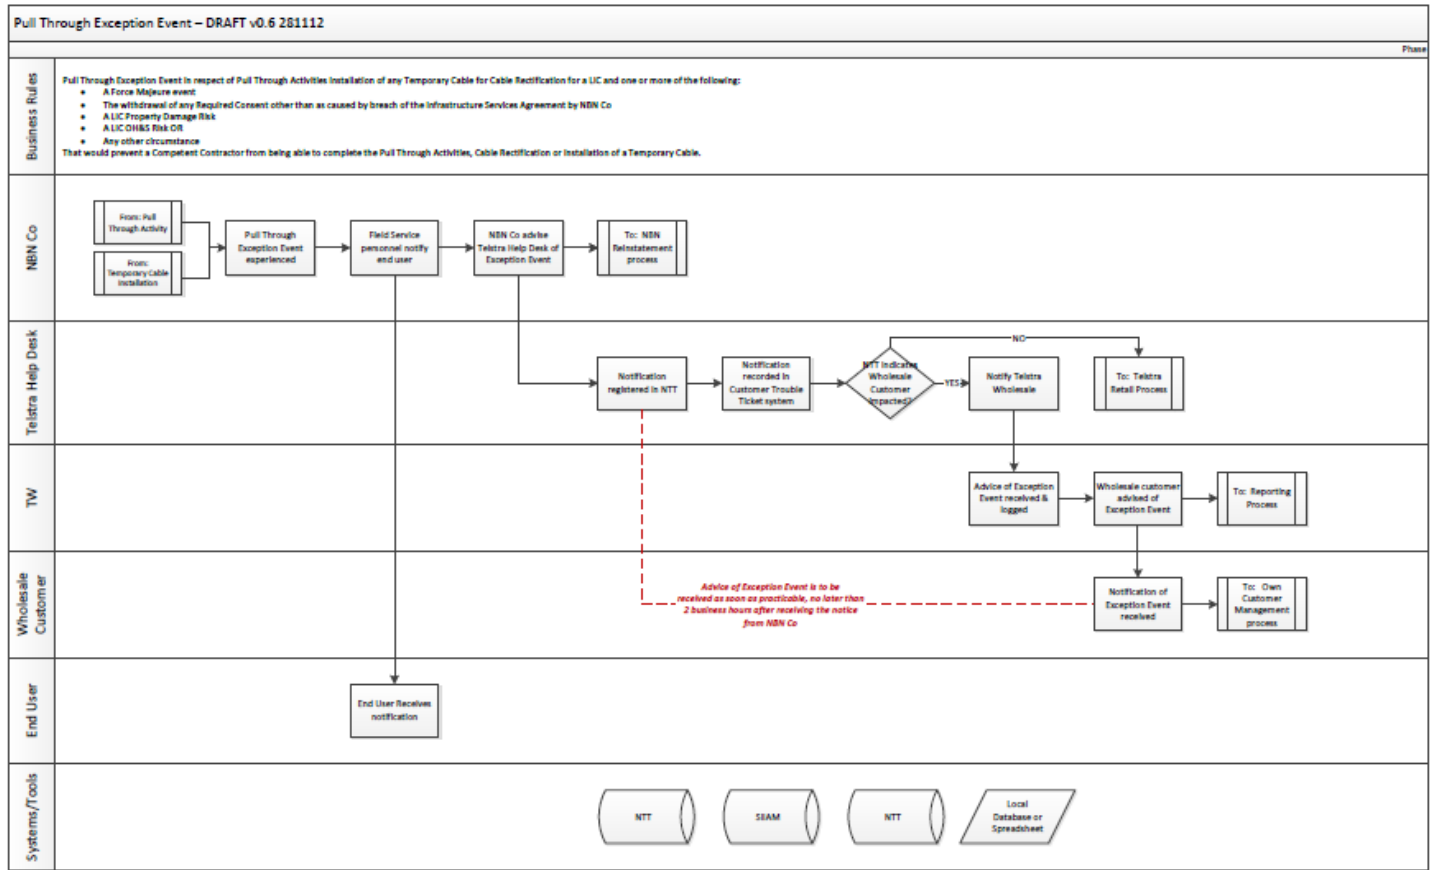 Pull Through Exception Event – DRAFT v0.6 281112
Phase
Business Rules
Pull Through Exception Event in respect of Pull Through Activities Installation of any Temporary Cable for Cable Rectification for a LIC and one or more of the following:
• A Force Majeure event
• The withdrawal of any Required Consent other than as caused by breach of the Infrastructure Services Agreement by NBN Co
• A LIC Property Damage Risk
• A LIC OH&S Risk OR
• Any other circumstance
That would prevent a Competent Contractor from being able to complete the Pull Through Activities, Cable Rectification or Installation of a Temporary Cable.
NBN Co
From: Pull
Through Activity
From:
Temporary Cable
Installation
Pull Through
Exception Event
experienced
Field Service
personnel notify
end user
NBN Co advise
Telstra Help Desk of
Exception Event
To: NBN
Reinstatement
process
Telstra Help Desk
Notification
registered in NTT
Notification
recorded in
Customer Trouble
Ticket system
NTT indicates
Wholesale
Customer
Impacted?
NO
YES
Notify Telstra
Wholesale
To: Telstra
Retail Process
TW
Advice of Exception
Event received &
logged
Wholesale customer
advised of
Exception Event
To: Reporting
Process
Wholesale
Customer
Advice of Exception Event is to be
received as soon as practicable, no later than
2 business hours after receiving the notice
from NBN Co
Notification of
Exception Event
received
To: Own
Customer
Management
process
End User
End User Receives
notification
Systems/Tools
NTT
SIIAM
NTT
Local
Database or
Spreadsheet